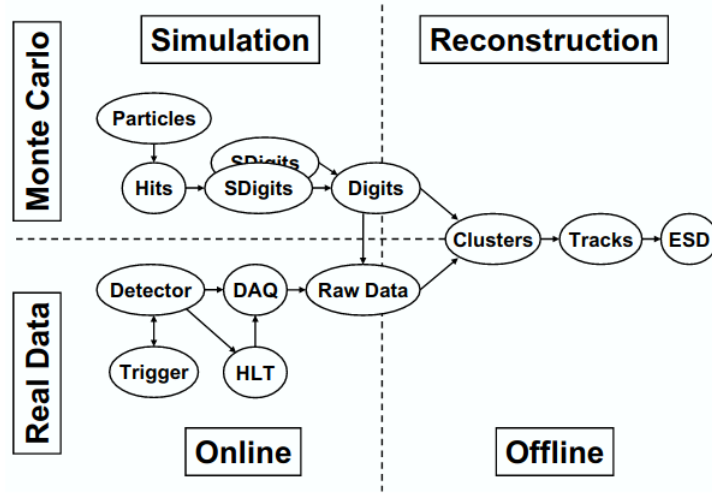 Simulation
Reconstruction
Monte Carlo
Particles
SDigits
Hits
SDigits
Digits
Clusters
Tracks
ESD
Detector
DAQ
Raw Data
Real Data
Trigger
HLT
Online
Offline